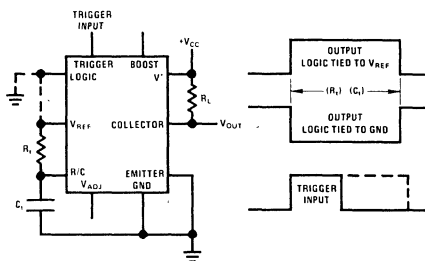 TRIGGER
INPUT
+VCC
TRIGGER BOOST
LOGIC V+
RL
VREF COLLECTOR VOUT
Rt
R/C EMITTER
VADJ GND
Ct
OUTPUT
LOGIC TIED TO VREF
(Rt) (Ct)
OUTPUT
LOGIC TIED TO GND
TRIGGER
INPUT